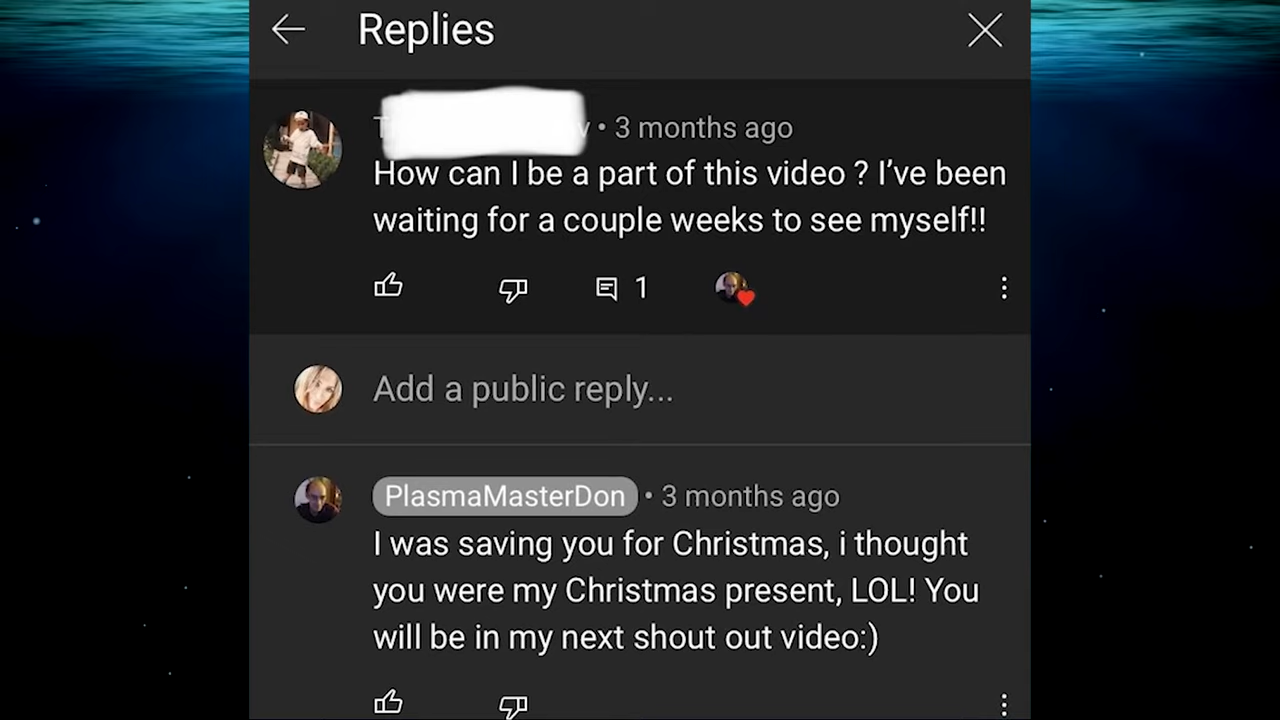 Replies
• 3 months ago
How can I be a part of this video ? I've been
waiting for a couple weeks to see myself!!
1
Add a public reply...
PlasmaMasterDon • 3 months ago
I was saving you for Christmas, i thought
you were my Christmas present, LOL! You
will be in my next shout out video:)